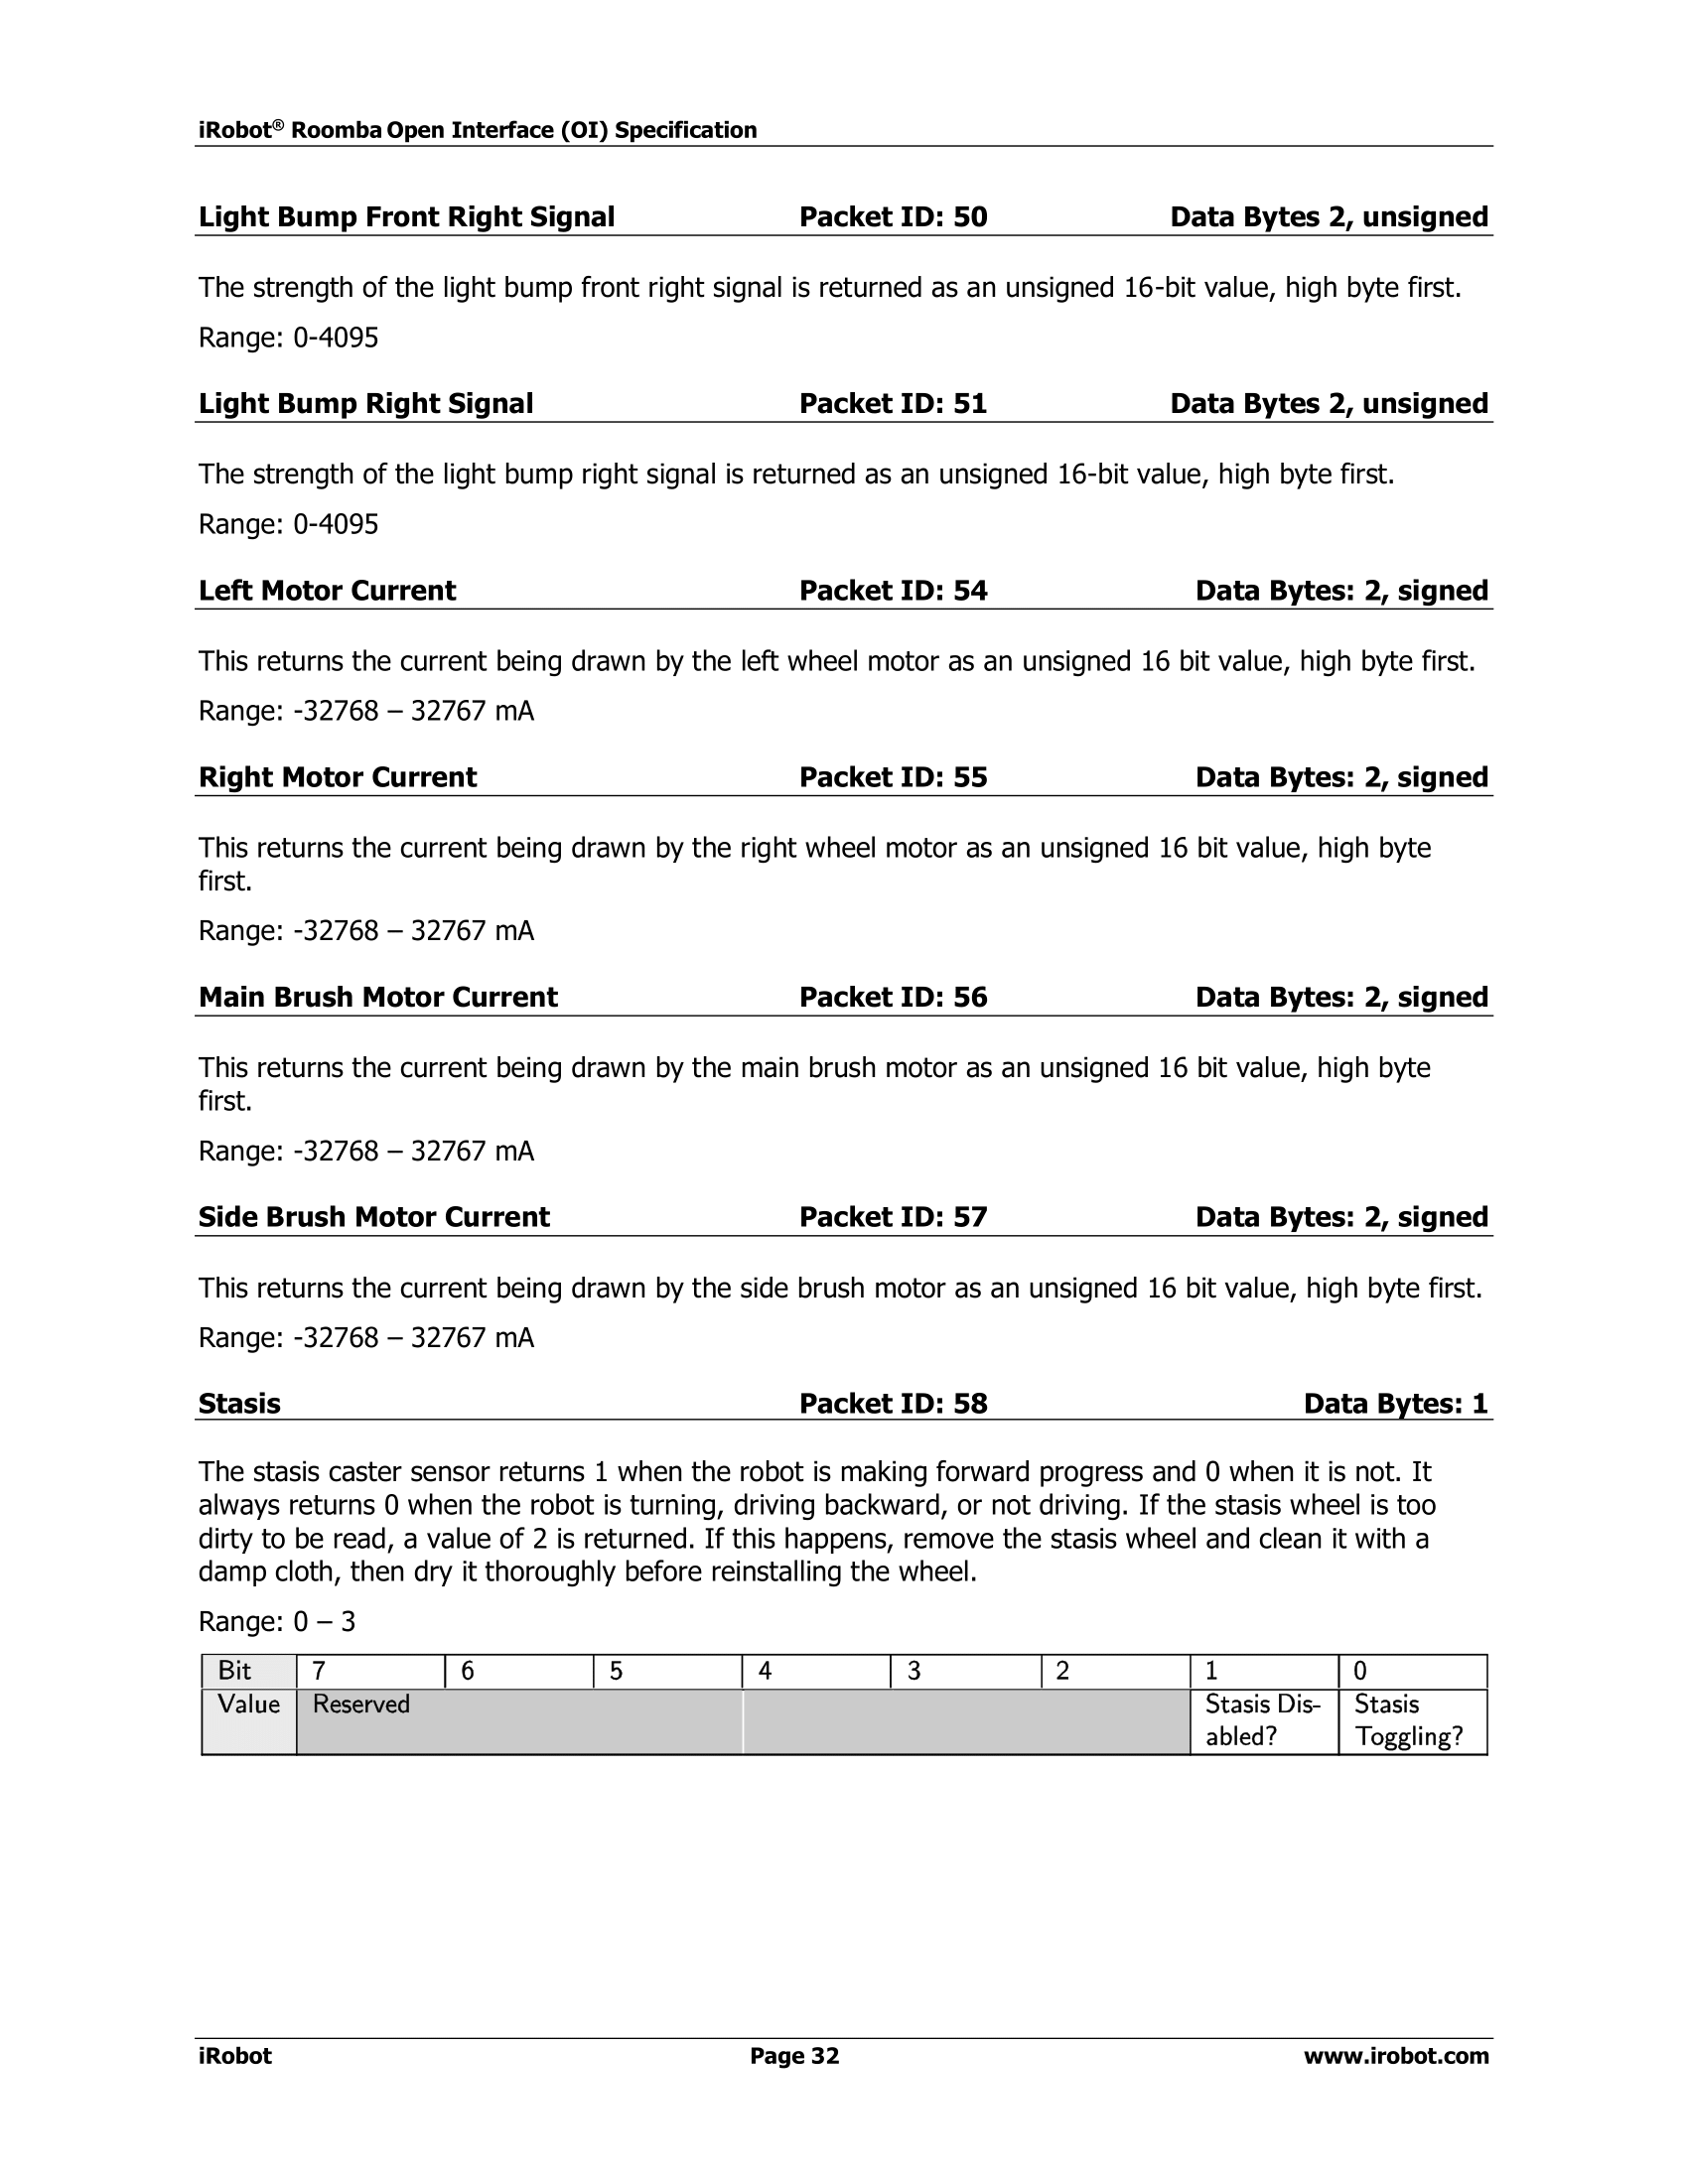 iRobot® Roomba Open Interface (OI) Specification
Light Bump Front Right Signal Packet ID: 50 Data Bytes 2, unsigned
The strength of the light bump front right signal is returned as an unsigned 16-bit value, high byte first.
Range: 0-4095
Light Bump Right Signal Packet ID: 51 Data Bytes 2, unsigned
The strength of the light bump right signal is returned as an unsigned 16-bit value, high byte first.
Range: 0-4095
Left Motor Current Packet ID: 54 Data Bytes: 2, signed
This returns the current being drawn by the left wheel motor as an unsigned 16 bit value, high byte first.
Range: -32768 – 32767 mA
Right Motor Current Packet ID: 55 Data Bytes: 2, signed
This returns the current being drawn by the right wheel motor as an unsigned 16 bit value, high byte
first.
Range: -32768 – 32767 mA
Main Brush Motor Current Packet ID: 56 Data Bytes: 2, signed
This returns the current being drawn by the main brush motor as an unsigned 16 bit value, high byte
first.
Range: -32768 – 32767 mA
Side Brush Motor Current Packet ID: 57 Data Bytes: 2, signed
This returns the current being drawn by the side brush motor as an unsigned 16 bit value, high byte first.
Range: -32768 – 32767 mA
Stasis Packet ID: 58 Data Bytes: 1
The stasis caster sensor returns 1 when the robot is making forward progress and 0 when it is not. It
always returns 0 when the robot is turning, driving backward, or not driving. If the stasis wheel is too
dirty to be read, a value of 2 is returned. If this happens, remove the stasis wheel and clean it with a
damp cloth, then dry it thoroughly before reinstalling the wheel.
Range: 0 – 3
Bit 7 6 5 4 3 2 1 0
Value Reserved Stasis Dis- Stasis
abled? Toggling?
iRobot Page 32 www.irobot.com